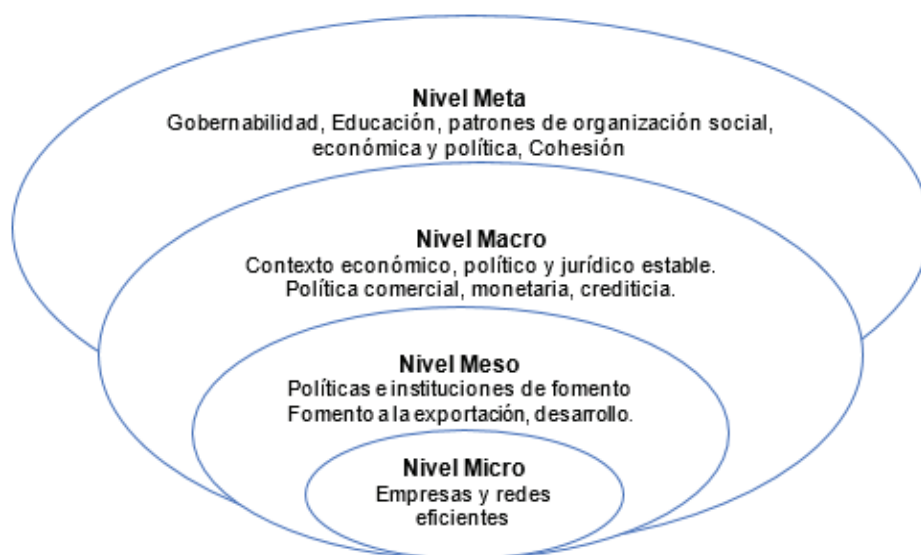 Nivel Meta
Gobernabilidad, Educación, patrones de organización social,
económica y política, Cohesión
Nivel Macro
Contexto económico, político y jurídico estable.
Política comercial, monetaria, crediticia.
Nivel Meso
Políticas e instituciones de fomento
Fomento a la exportación, desarrollo.
Nivel Micro
Empresas y redes
eficientes